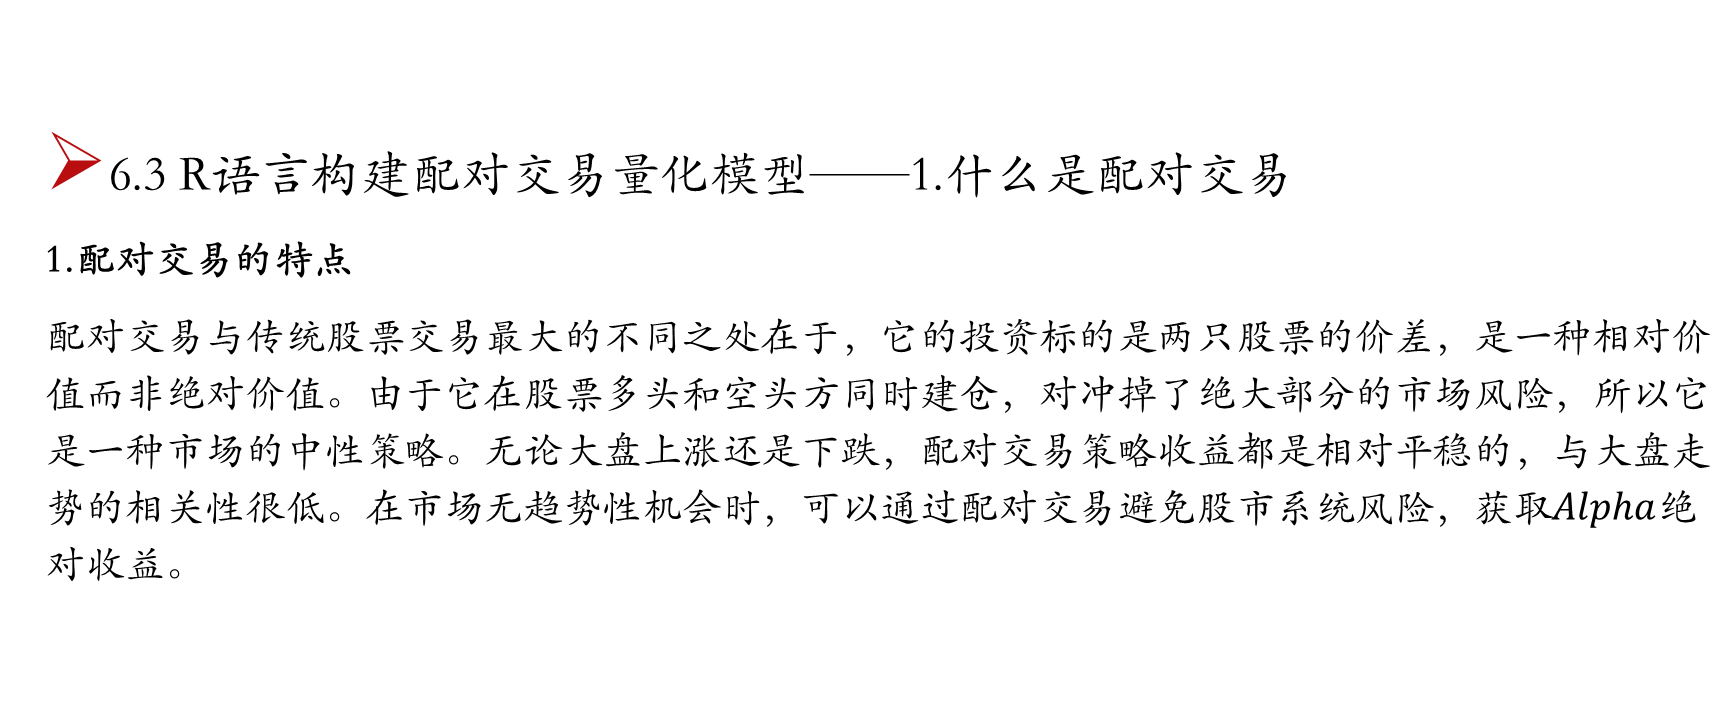 6.3 R语言构建配对交易量化模型——1.什么是配对交易
1.配对交易的特点
配对交易与传统股票交易最大的不同之处在于，它的投资标的是两只股票的价差，是一种相对价
值而非绝对价值。由于它在股票多头和空头方同时建仓，对冲掉了绝大部分的市场风险，所以它
是一种市场的中性策略。无论大盘上涨还是下跌，配对交易策略收益都是相对平稳的，与大盘走
势的相关性很低。在市场无趋势性机会时，可以通过配对交易避免股市系统风险，获取Alpha绝
对收益。